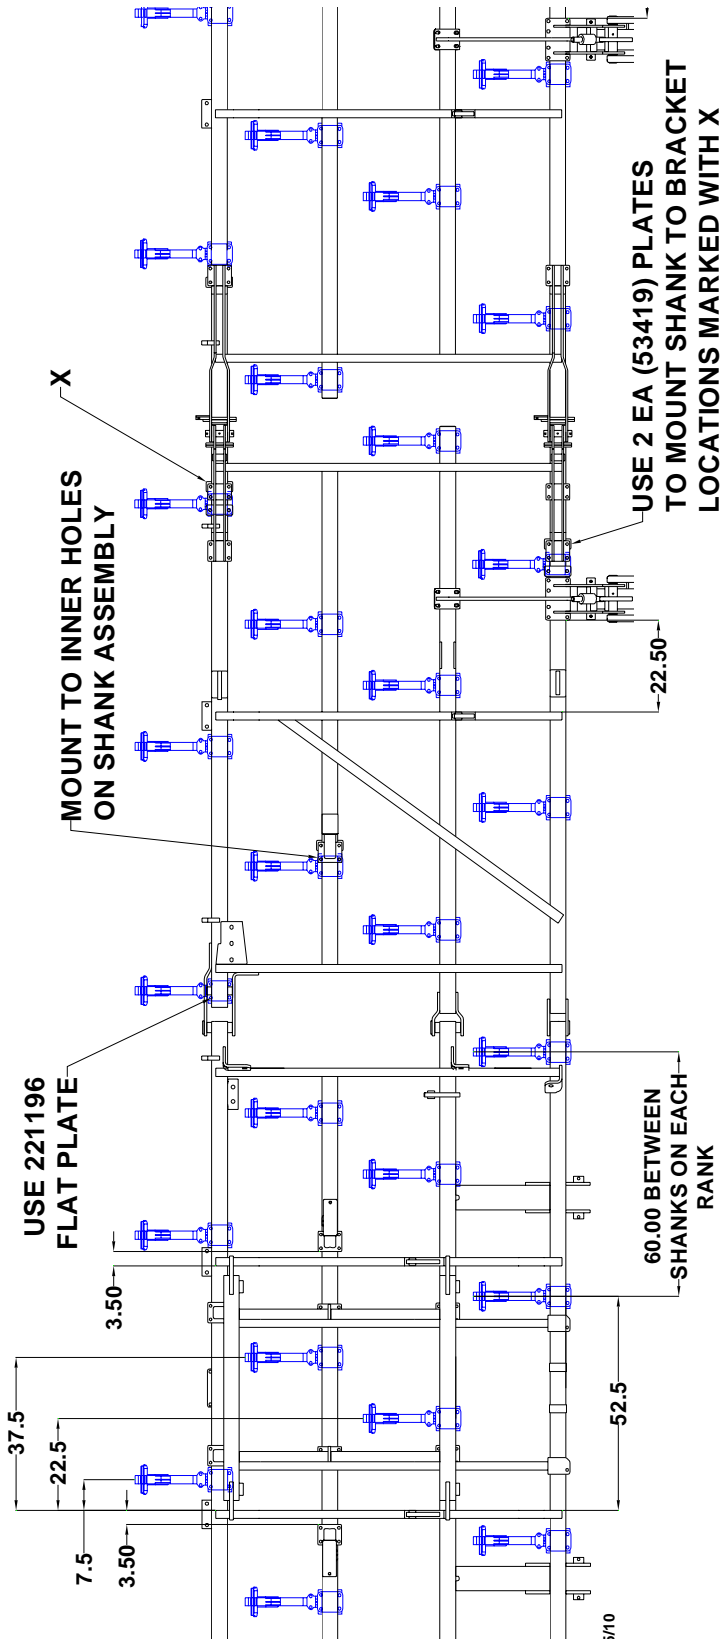 X
MOUNT TO INNER HOLES
ON SHANK ASSEMBLY
USE 2 EA (53419) PLATES
TO MOUNT SHANK TO BRACKET
LOCATIONS MARKED WITH X
22.50
USE 221196
FLAT PLATE
3.50
60.00 BETWEEN
SHANKS ON EACH
RANK
37.5
22.5
7.5
3.50
52.5
/10